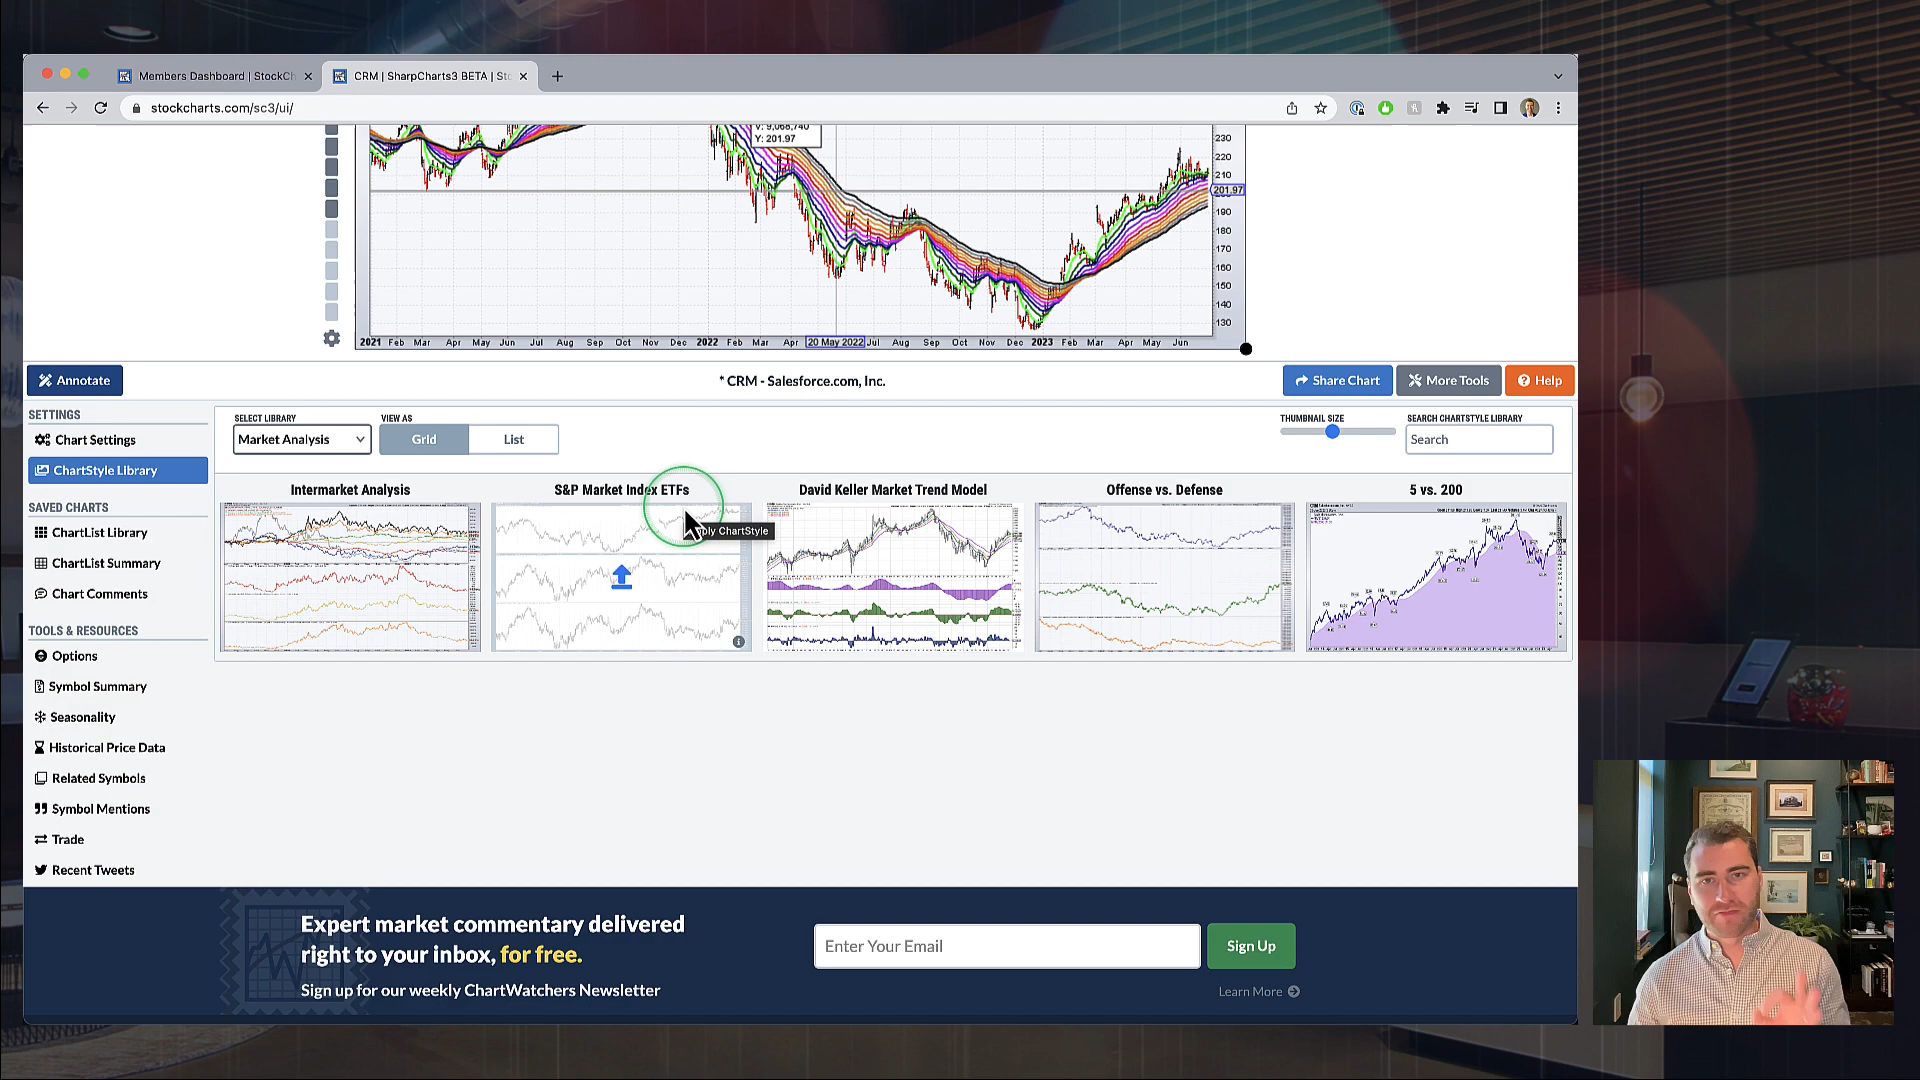 Members Dashboard | StockCh
CRM | SharpCharts3 BETA | Sto
stockcharts.com/sc3/ui/
V: 9,068,740
Y: 201.97
230
220
210
201.97
190
180
170
160
150
140
130
2021 Feb Mar Apr May Jun Jul Aug Sep Oct Nov Dec 2022 Feb Mar Apr 20 May 2022 Jul Aug Sep Oct Nov Dec 2023 Feb Mar Apr May Jun
Annotate
* CRM - Salesforce.com, Inc.
Share Chart
More Tools
Help
SETTINGS
Chart Settings
ChartStyle Library
SAVED CHARTS
ChartList Library
ChartList Summary
Chart Comments
TOOLS & RESOURCES
Options
Symbol Summary
Seasonality
Historical Price Data
Related Symbols
Symbol Mentions
Trade
Recent Tweets
SELECT LIBRARY
Market Analysis
VIEW AS
Grid
List
THUMBNAIL SIZE
SEARCH CHARTSTYLE LIBRARY
Search
Intermarket Analysis
S&P Market Index ETFs
David Keller Market Trend Model
Offense vs. Defense
5 vs. 200
ChartStyle
Expert market commentary delivered
right to your inbox, for free.
Sign up for our weekly ChartWatchers Newsletter
Enter Your Email
Sign Up
Learn More